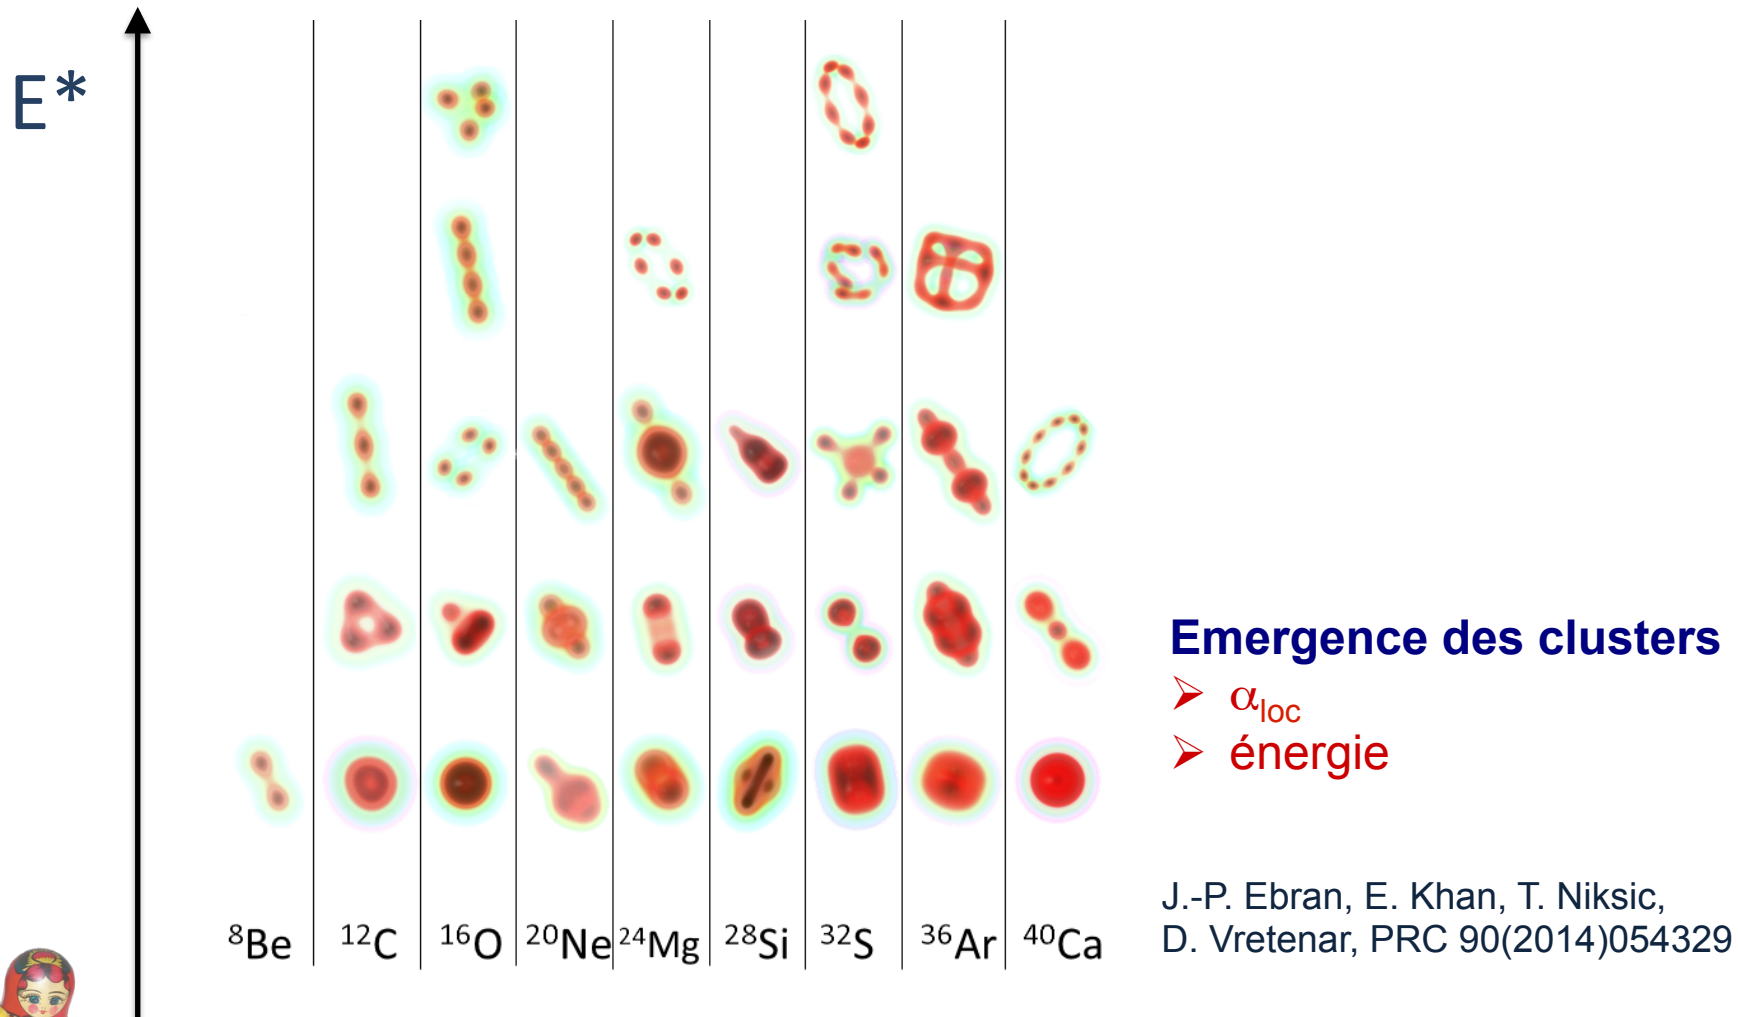 E*
Emergence des clusters
➢ αloc
➢ énergie
J.-P. Ebran, E. Khan, T. Niksic,
D. Vretenar, PRC 90(2014)054329
⁸Be ¹²C ¹⁶O ²⁰Ne ²⁴Mg ²⁸Si ³²S ³⁶Ar ⁴⁰Ca